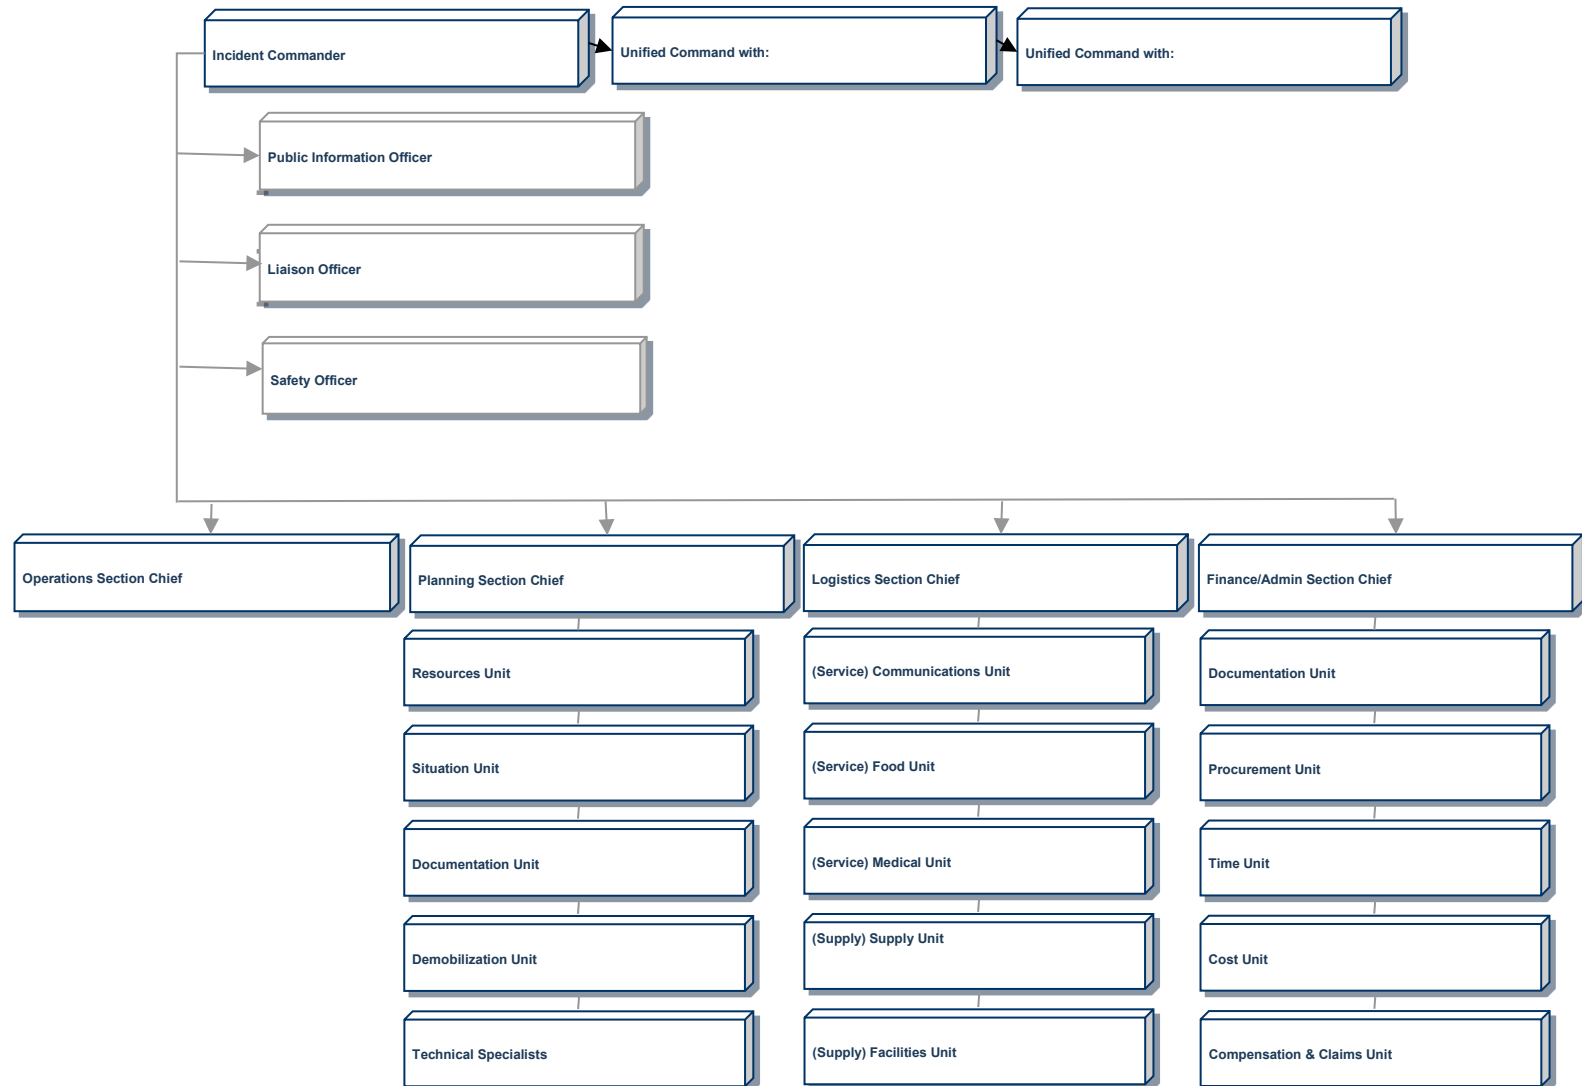 Incident Commander
Unified Command with:
Unified Command with:
Public Information Officer
Liaison Officer
Safety Officer
Operations Section Chief
Planning Section Chief
Logistics Section Chief
Finance/Admin Section Chief
Resources Unit
(Service) Communications Unit
Documentation Unit
Situation Unit
(Service) Food Unit
Procurement Unit
Documentation Unit
(Service) Medical Unit
Time Unit
Demobilization Unit
(Supply) Supply Unit
Cost Unit
Technical Specialists
(Supply) Facilities Unit
Compensation & Claims Unit